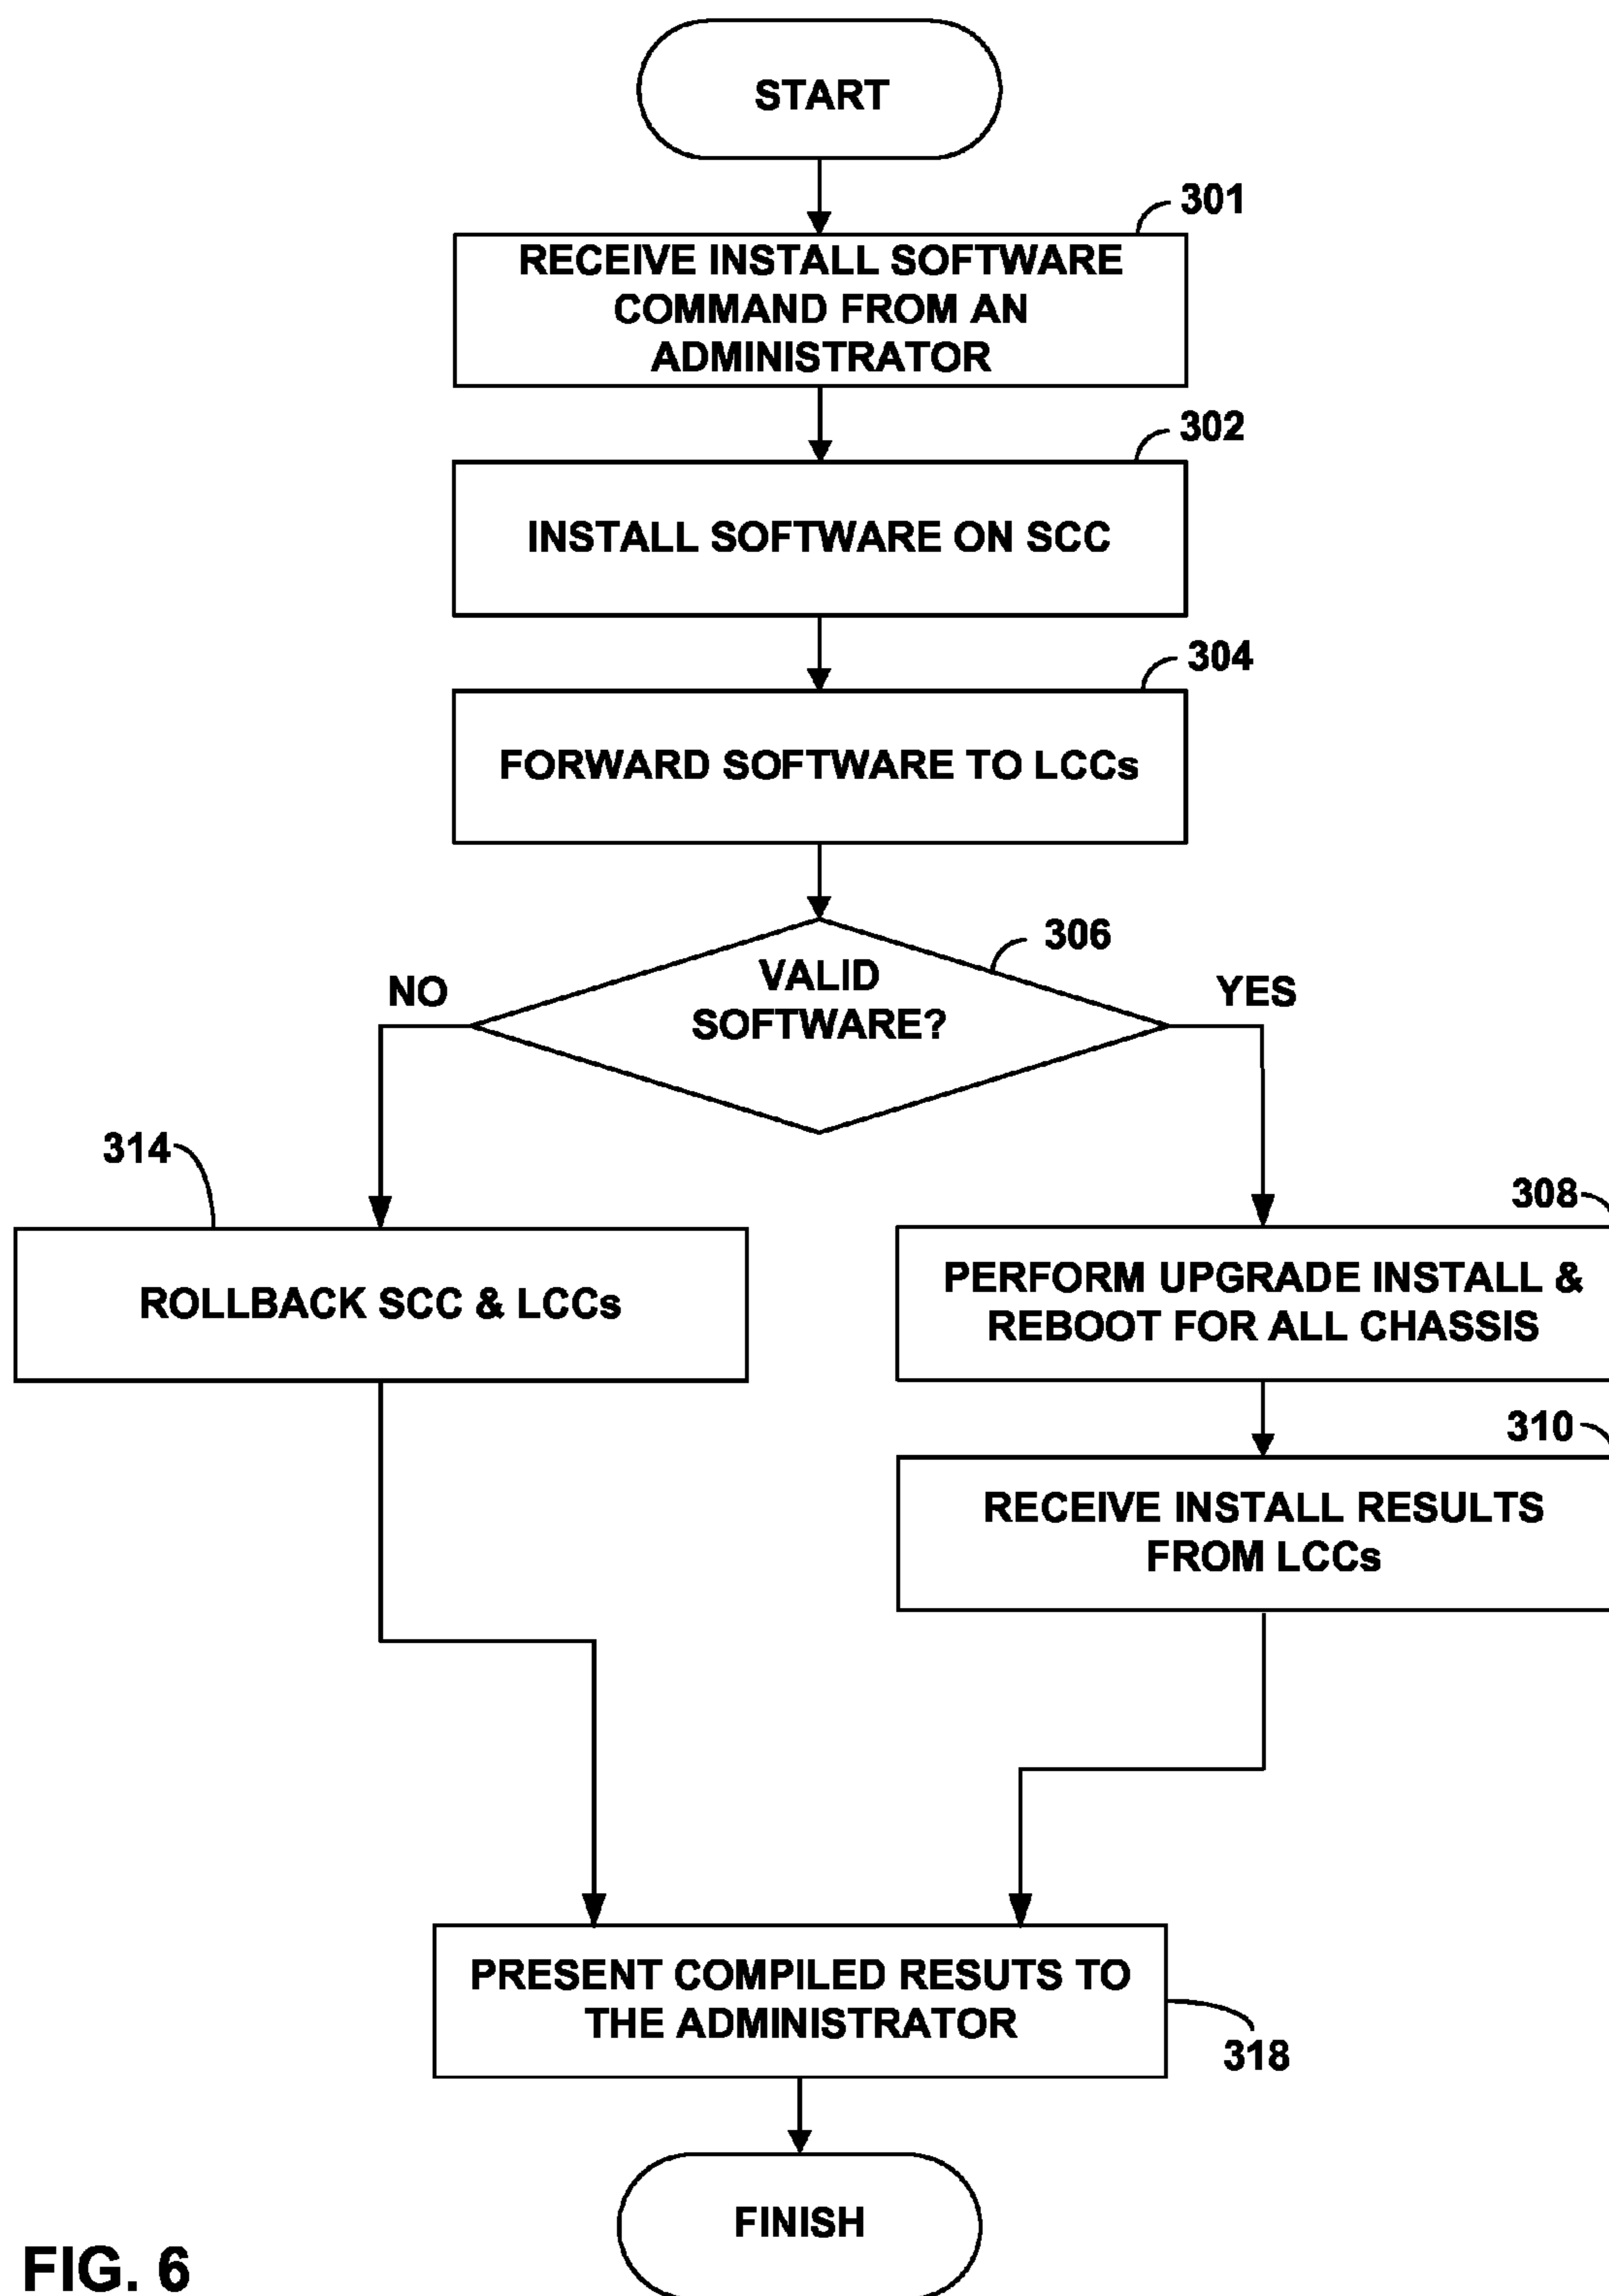 START
301
RECEIVE INSTALL SOFTWARE
COMMAND FROM AN
ADMINISTRATOR
302
INSTALL SOFTWARE ON SCC
304
FORWARD SOFTWARE TO LCCs
306
VALID
SOFTWARE?
NO
YES
314
ROLLBACK SCC & LCCs
308
PERFORM UPGRADE INSTALL &
REBOOT FOR ALL CHASSIS
310
RECEIVE INSTALL RESULTS
FROM LCCs
PRESENT COMPILED RESUTS TO
THE ADMINISTRATOR
318
FINISH
FIG. 6